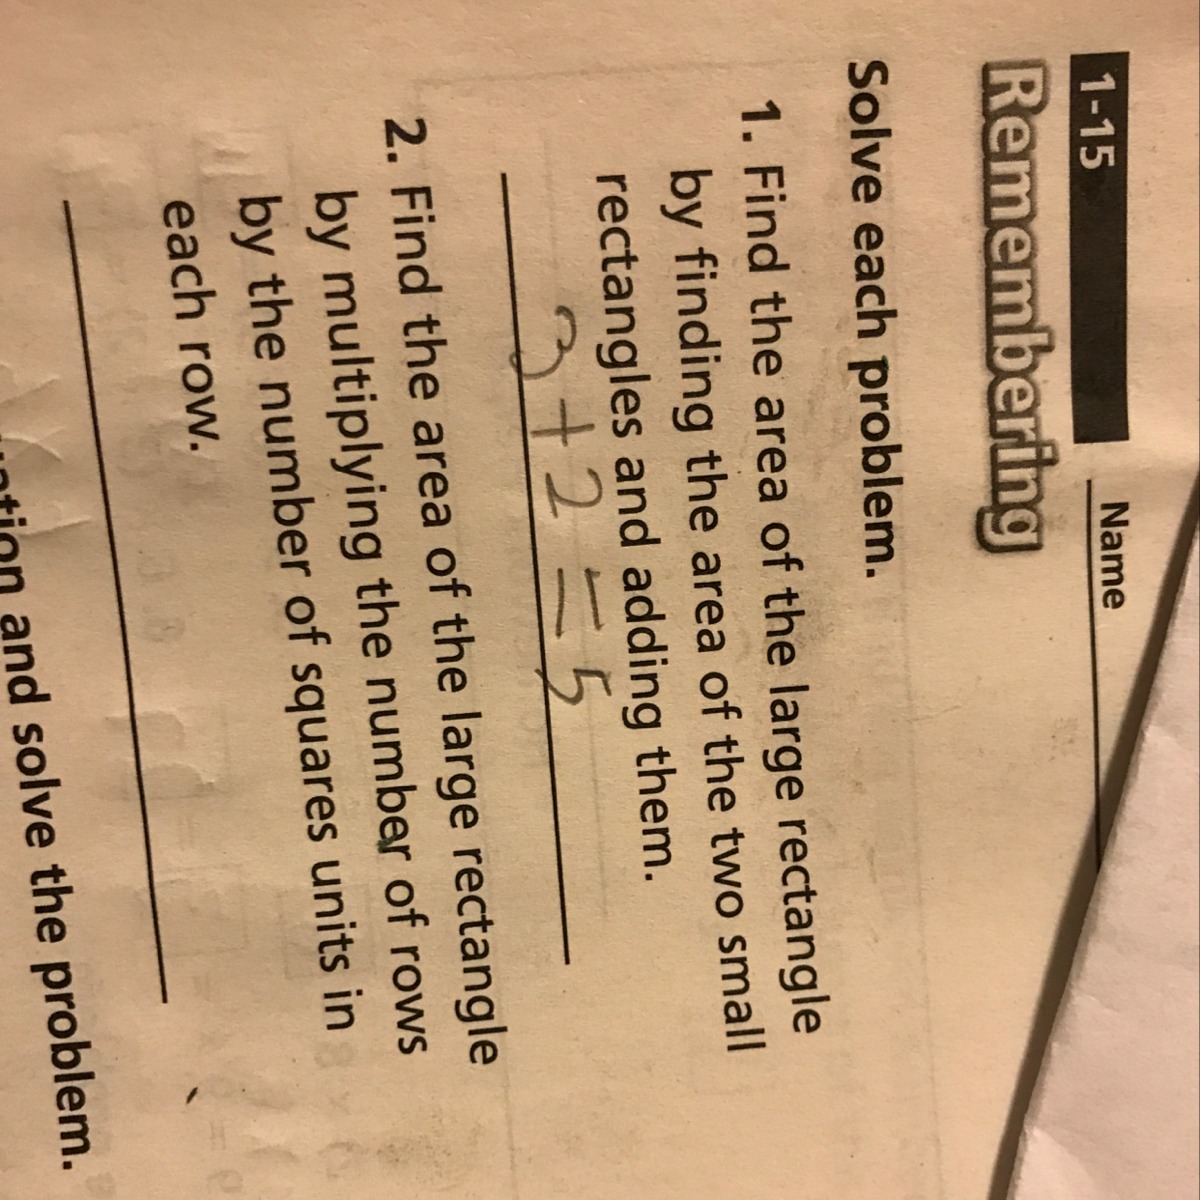 1-15
Name
Remembering
Solve each problem.
1. Find the area of the large rectangle
by finding the area of the two small
rectangles and adding them.
3 + 2 = 5
2. Find the area of the large rectangle
by multiplying the number of rows
by the number of squares units in
each row.
and solve the problem.